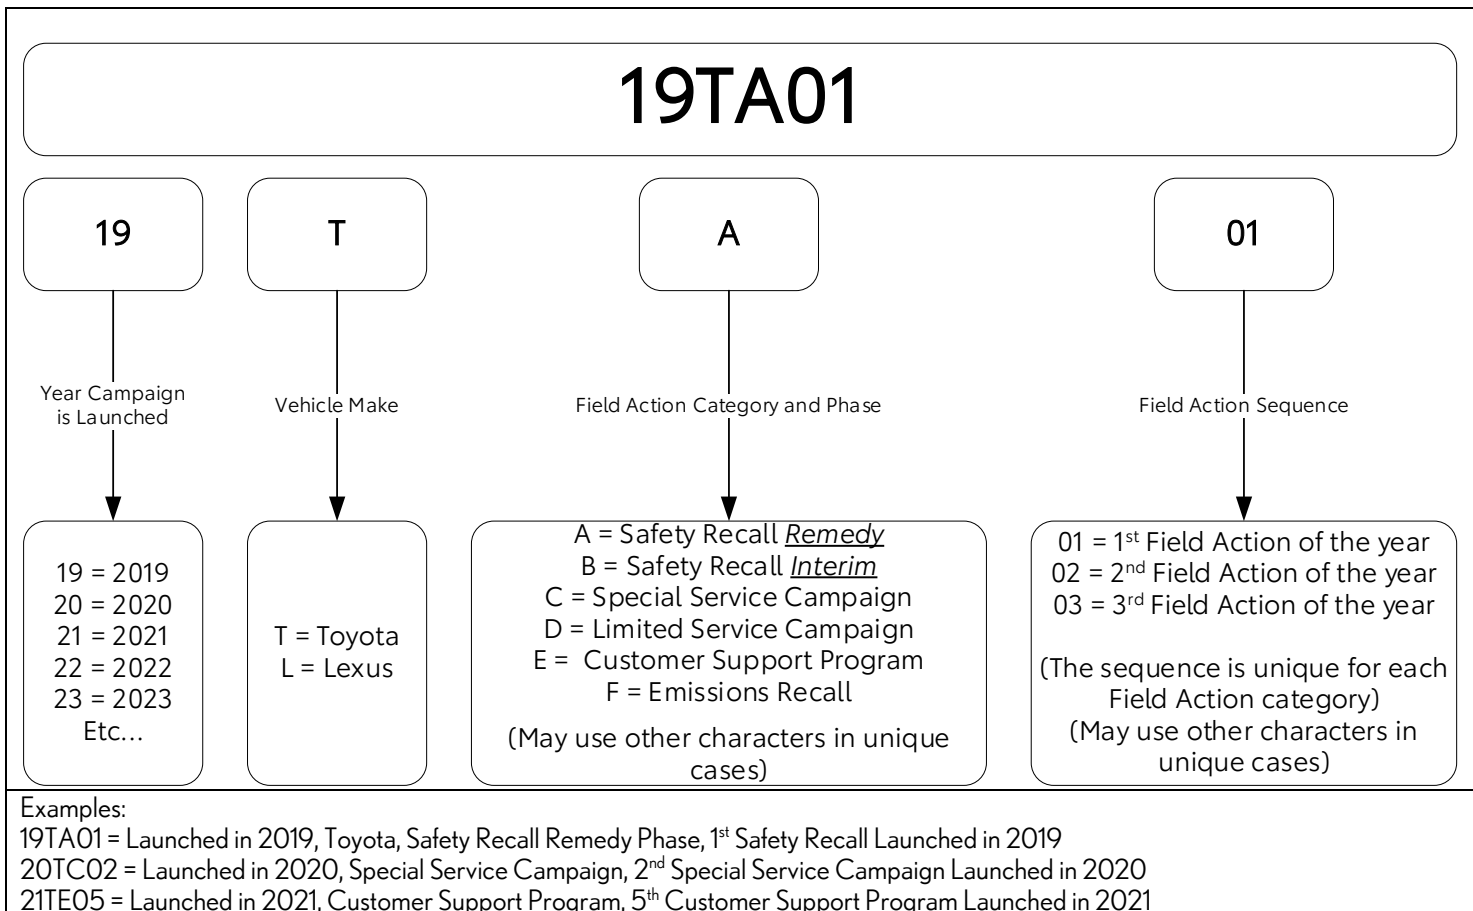 19TA01
19
T
A
01
Year Campaign
is Launched
Vehicle Make
Field Action Category and Phase
Field Action Sequence
19 = 2019
20 = 2020
21 = 2021
22 = 2022
23 = 2023
Etc...
T = Toyota
L = Lexus
A = Safety Recall Remedy
B = Safety Recall Interim
C = Special Service Campaign
D = Limited Service Campaign
E =  Customer Support Program
F = Emissions Recall
(May use other characters in unique
cases)
01 = 1st Field Action of the year
02 = 2nd Field Action of the year
03 = 3rd Field Action of the year
(The sequence is unique for each
Field Action category)
(May use other characters in
unique cases)
Examples:
19TA01 = Launched in 2019, Toyota, Safety Recall Remedy Phase, 1st Safety Recall Launched in 2019
20TC02 = Launched in 2020, Special Service Campaign, 2nd Special Service Campaign Launched in 2020
21TE05 = Launched in 2021, Customer Support Program, 5th Customer Support Program Launched in 2021